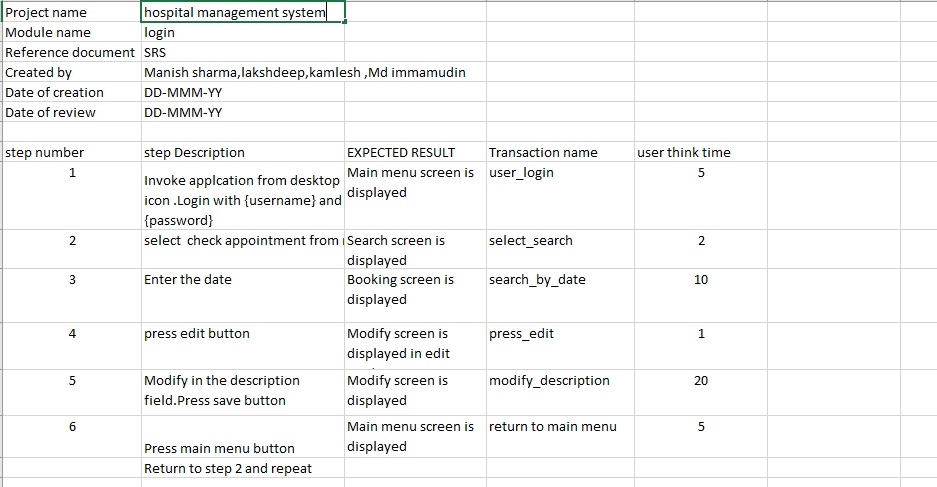 Project name hospital management system
Module name login
Reference document SRS
Created by Manish sharma,lakshdeep,kamlesh ,Md immamudin
Date of creation DD-MMM-YY
Date of review DD-MMM-YY
step number step Description EXPECTED RESULT Transaction name user think time
1 Invoke applcation from desktop icon .Login with {username} and {password} Main menu screen is displayed user_login 5
2 select check appointment from Search screen is displayed select_search 2
3 Enter the date Booking screen is displayed search_by_date 10
4 press edit button Modify screen is displayed in edit press_edit 1
5 Modify in the description field.Press save button Modify screen is displayed modify_description 20
6 Press main menu button Main menu screen is displayed return to main menu 5
Return to step 2 and repeat